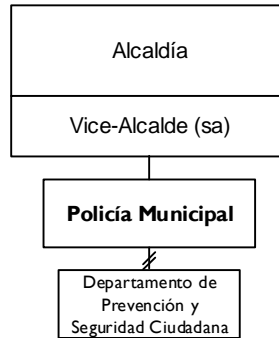 Alcaldía
Vice-Alcalde (sa)
Policía Municipal
Departamento de
Prevención y
Seguridad Ciudadana